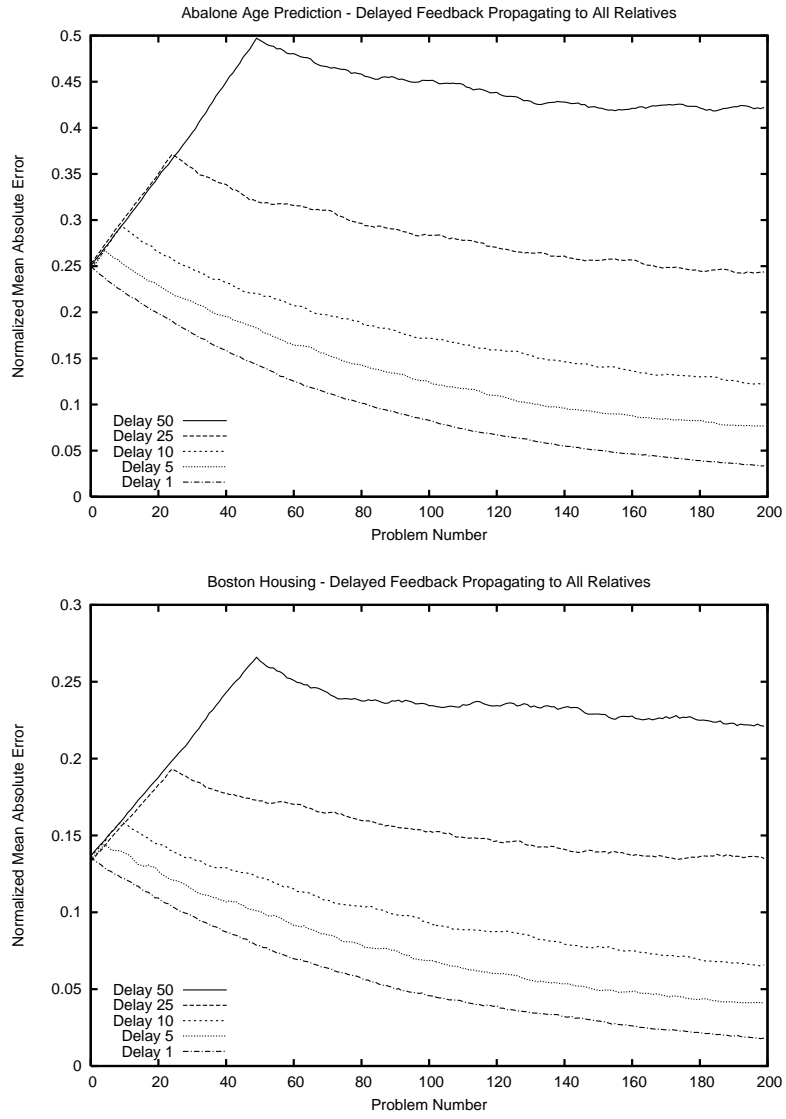 Abalone Age Prediction - Delayed Feedback Propagating to All Relatives
0.5
0.45
0.4
0.35
0.3
0.25
0.2
0.15
0.1
0.05
0
Normalized Mean Absolute Error
Delay 50
Delay 25
Delay 10
Delay 5
Delay 1
0 20 40 60 80 100 120 140 160 180 200
Problem Number
Boston Housing - Delayed Feedback Propagating to All Relatives
0.3
0.25
0.2
0.15
0.1
0.05
0
Normalized Mean Absolute Error
Delay 50
Delay 25
Delay 10
Delay 5
Delay 1
0 20 40 60 80 100 120 140 160 180 200
Problem Number